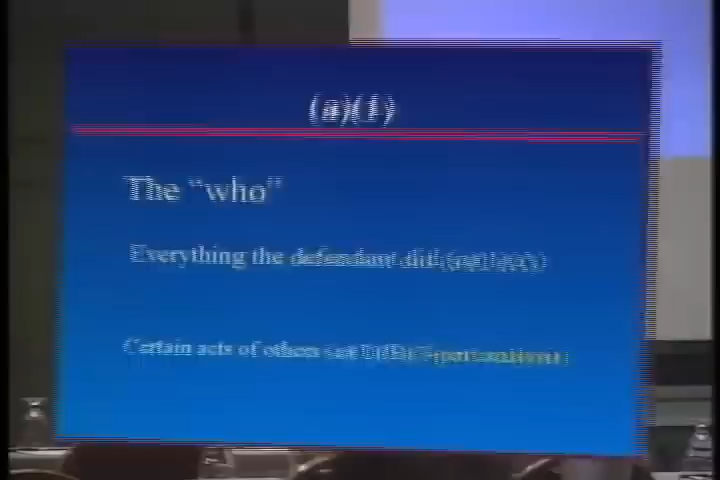 (a)(1)
The "who"
Everything the defendant did
Certain acts of others